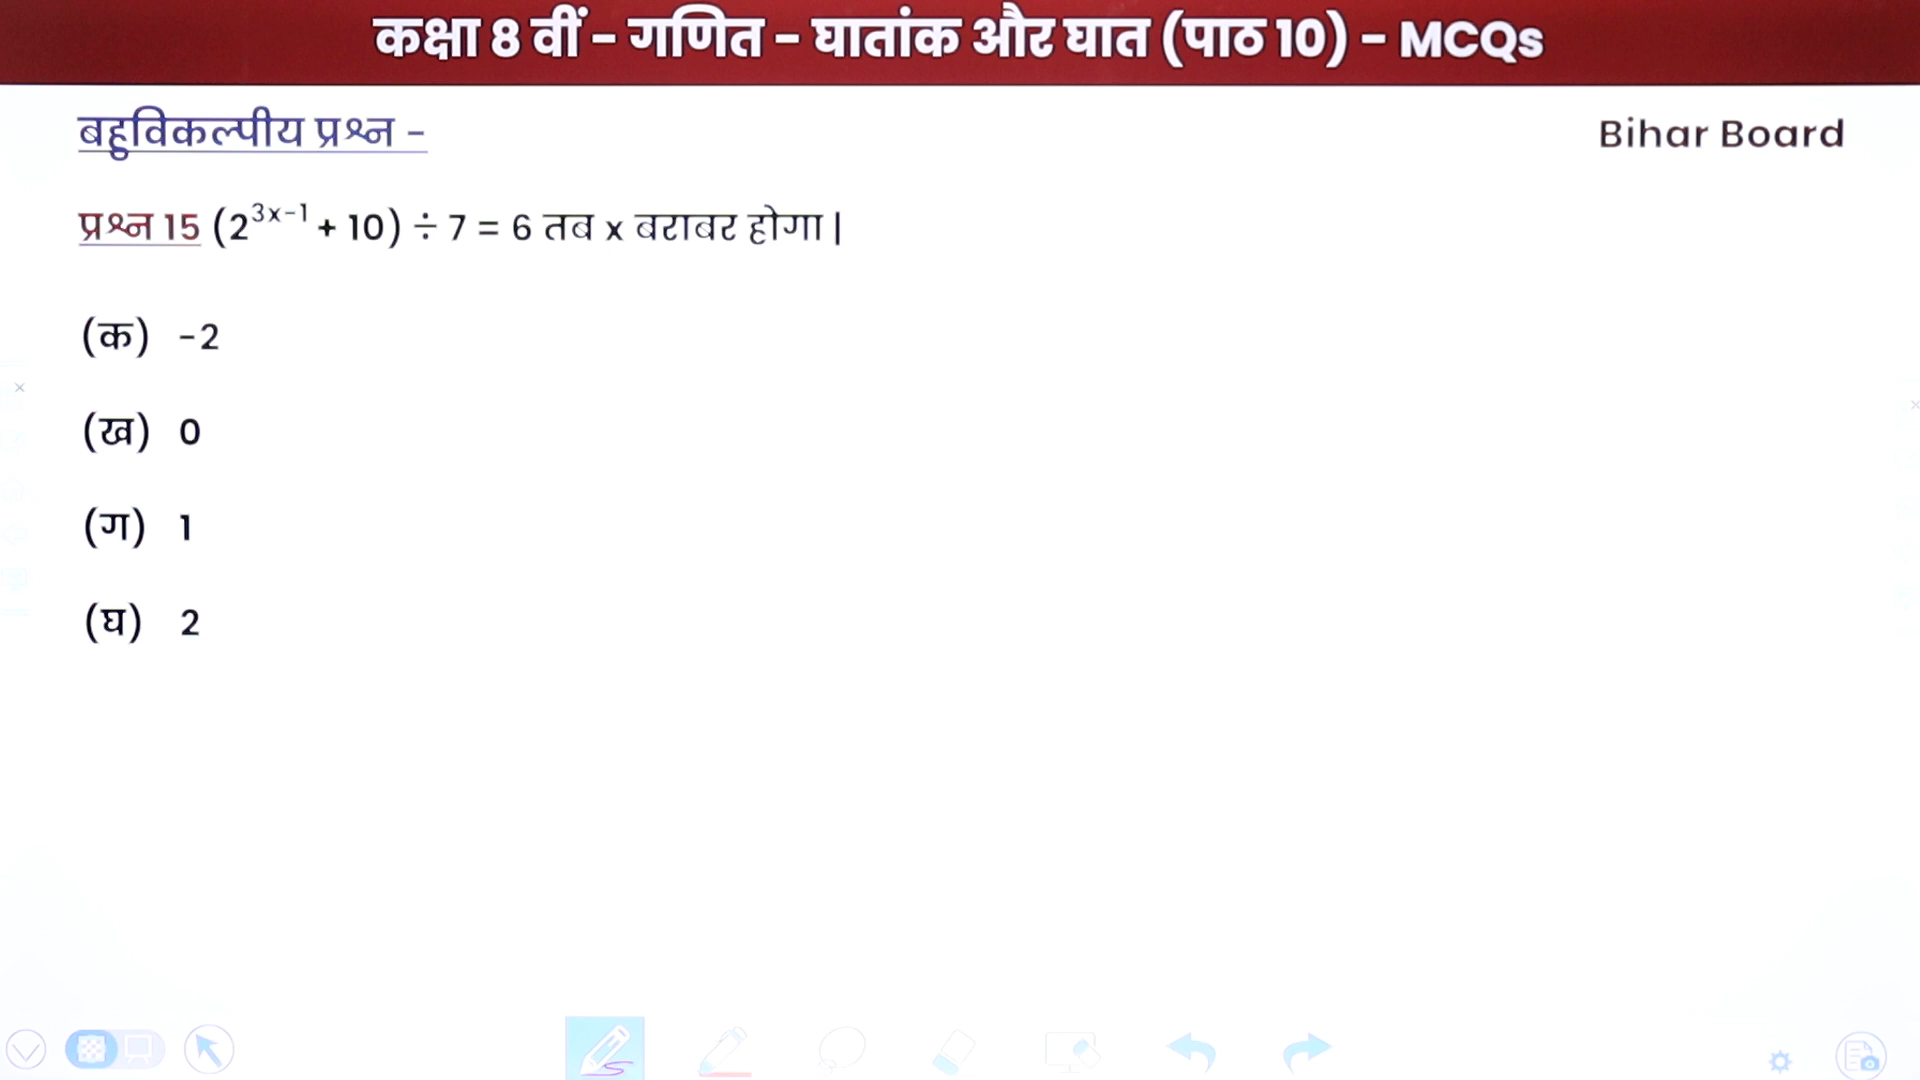 कक्षा 8 वीं – गणित – घातांक और घात (पाठ 10) – MCQs
बहुविकल्पीय प्रश्न –
Bihar Board
प्रश्न 15 (2^{3x-1} + 10) ÷ 7 = 6 तब x बराबर होगा |
(क) -2
(ख) 0
(ग) 1
(घ) 2